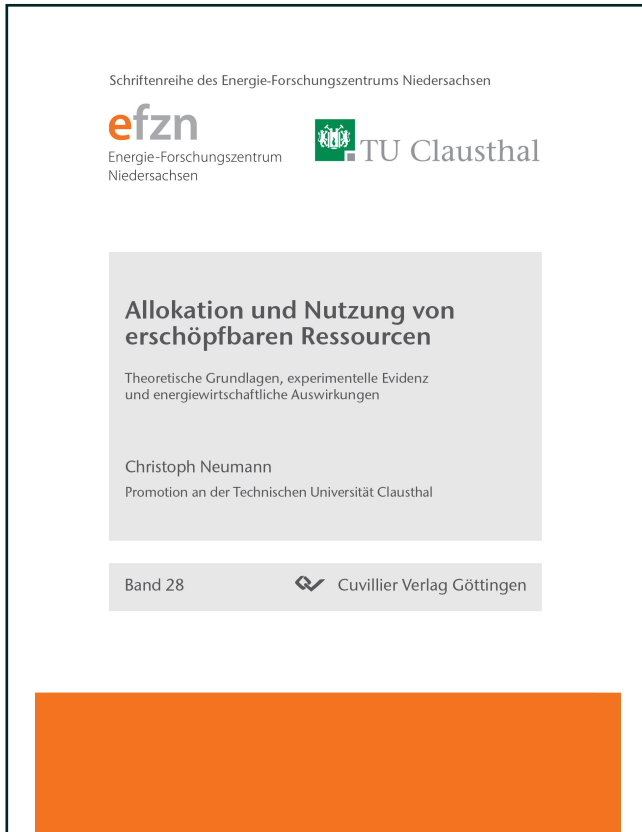 Schriftenreihe des Energie-Forschungszentrums Niedersachsen
efzn
Energie-Forschungszentrum
Niedersachsen
TU Clausthal
Allokation und Nutzung von
erschöpfbaren Ressourcen
Theoretische Grundlagen, experimentelle Evidenz
und energiewirtschaftliche Auswirkungen
Christoph Neumann
Promotion an der Technischen Universität Clausthal
Band 28
Cuvillier Verlag Göttingen